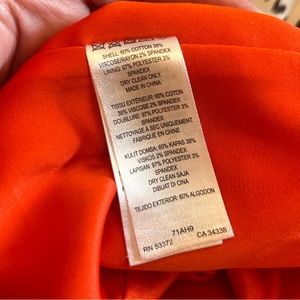 SHELL: 60% COTTON 38%
VISCOSE/RAYON 2% SPANDEX
LINING: 97% POLYESTER 3%
SPANDEX
DRY CLEAN ONLY
MADE IN CHINA
TISSU EXTÉRIEUR: 60% COTON
38% VISCOSE 2% SPANDEX
DOUBLURE: 97% POLYESTER 3%
SPANDEX
NETTOYAGE À SEC UNIQUEMENT.
FABRIQUÉ EN CHINE
KULIT DOMBA: 60% KAPAS 38%
VISKOS 2% SPANDEX
LAPISAN: 97% POLYESTER 3%
SPANDEX
DRY CLEAN SAJA
DIBUAT DI CINA
TEJIDO EXTERIOR: 60% ALGODON
71AH9
RN 53372 CA 34338